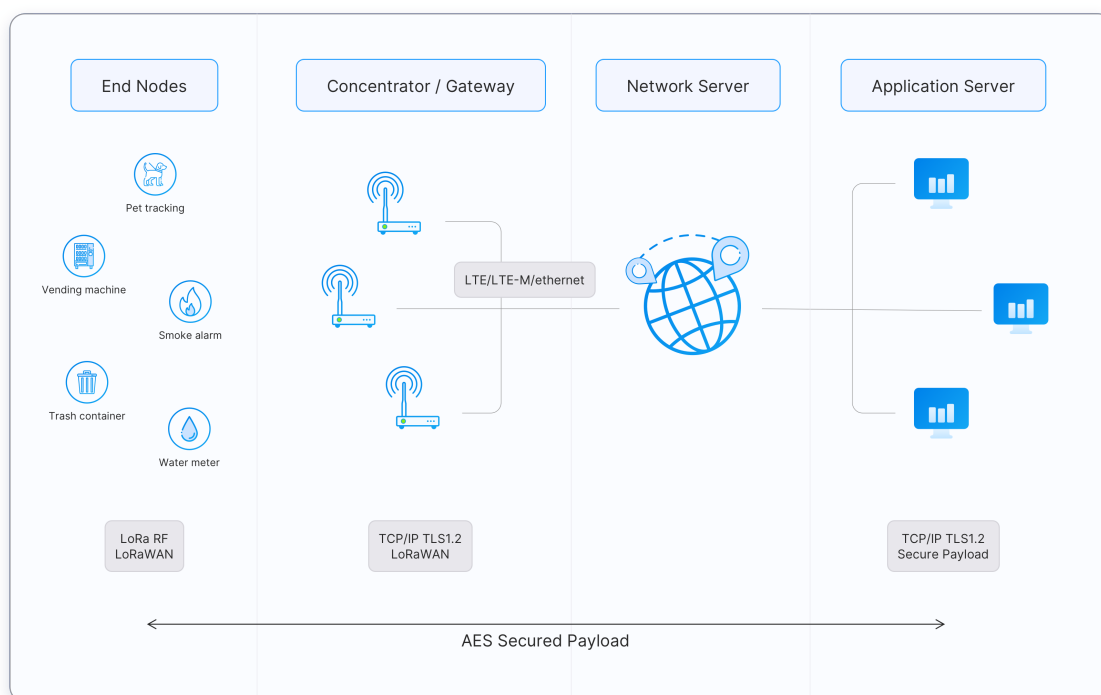 End Nodes
Concentrator / Gateway
Network Server
Application Server
Pet tracking
Vending machine
Smoke alarm
Trash container
Water meter
LTE/LTE-M/ethernet
LoRa RF
LoRaWAN
TCP/IP TLS1.2
LoRaWAN
TCP/IP TLS1.2
Secure Payload
AES Secured Payload